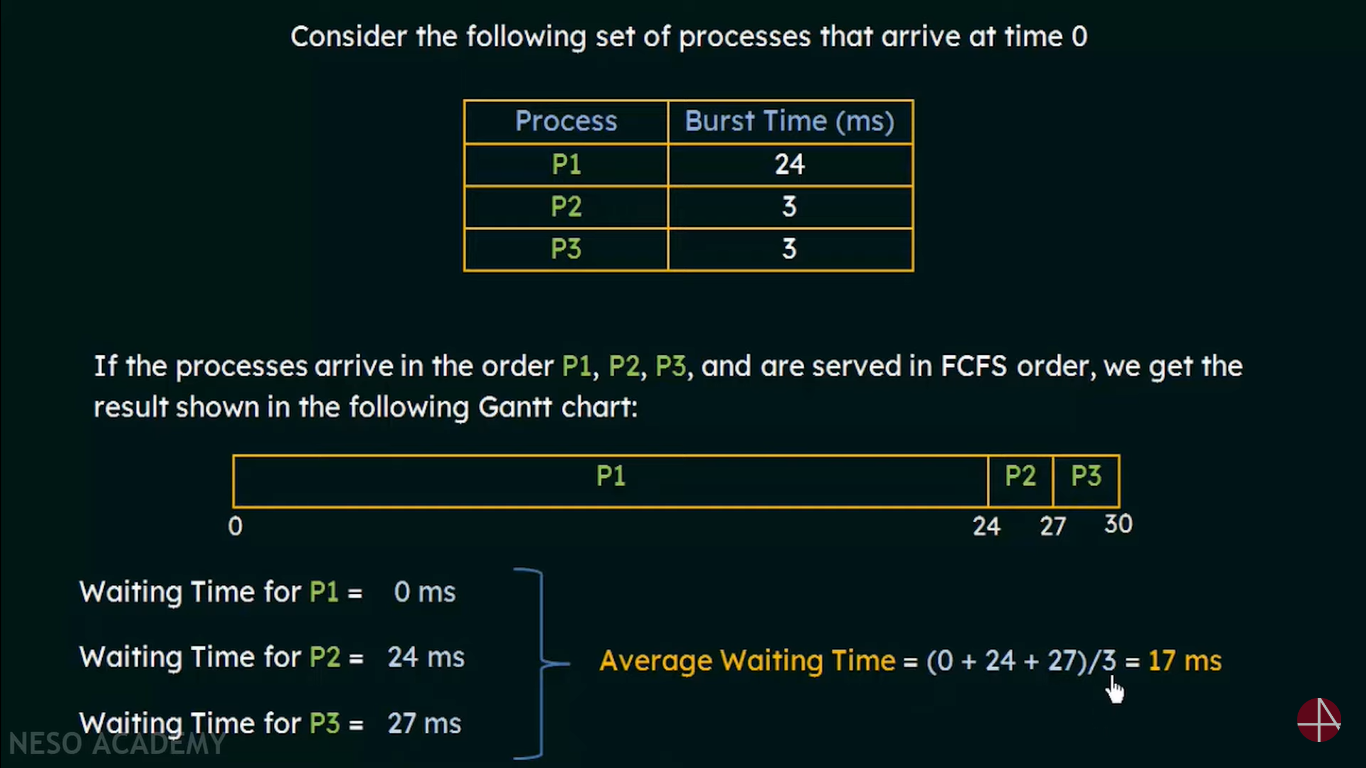 Consider the following set of processes that arrive at time 0
Process Burst Time (ms)
P1 24
P2 3
P3 3
If the processes arrive in the order P1, P2, P3, and are served in FCFS order, we get the
result shown in the following Gantt chart:
P1 P2 P3
0 24 27 30
Waiting Time for P1 = 0 ms
Waiting Time for P2 = 24 ms
Average Waiting Time = (0 + 24 + 27)/3 = 17 ms
Waiting Time for P3 = 27 ms
NESO ACADEMY